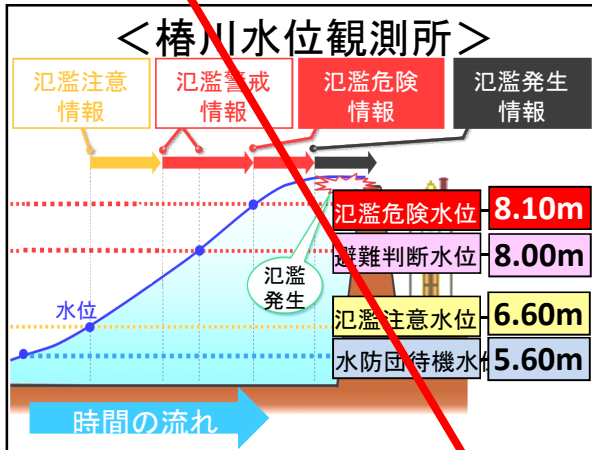 ＜椿川水位観測所＞
氾濫注意
情報
氾濫警戒
情報
氾濫危険
情報
氾濫発生
情報
氾濫危険水位
8.10m
避難判断水位
8.00m
氾濫
発生
水位
氾濫注意水位
6.60m
水防団待機水
5.60m
時間の流れ